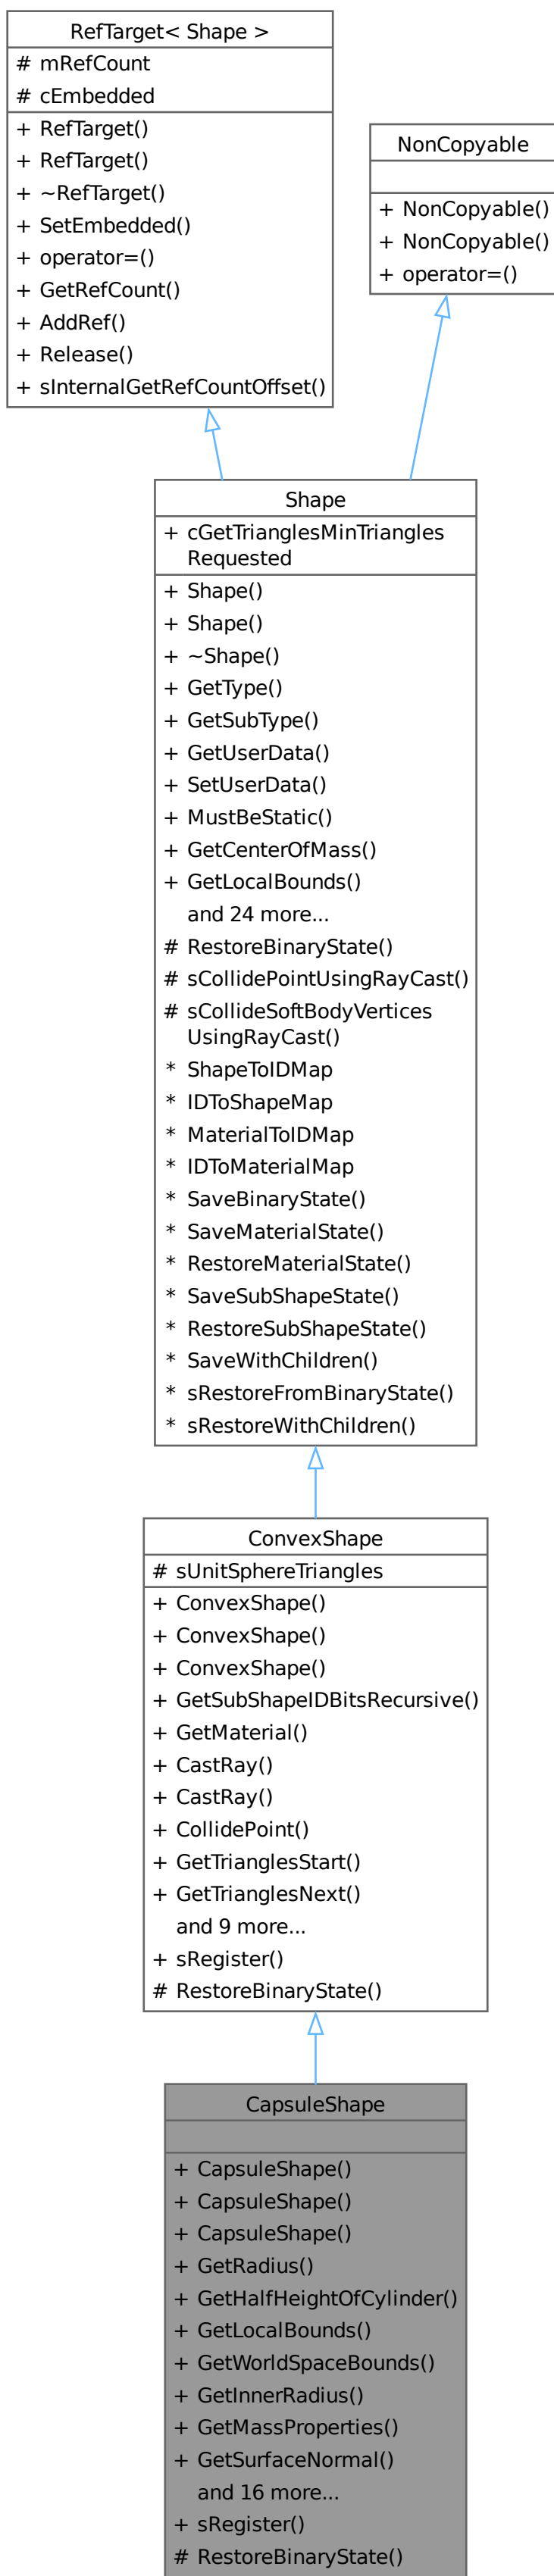 RefTarget< Shape >
# mRefCount
# cEmbedded
+ RefTarget()
+ RefTarget()
+ ~RefTarget()
+ SetEmbedded()
+ operator=()
+ GetRefCount()
+ AddRef()
+ Release()
+ sInternalGetRefCountOffset()
NonCopyable
+ NonCopyable()
+ NonCopyable()
+ operator=()
Shape
+ cGetTrianglesMinTriangles
Requested
+ Shape()
+ Shape()
+ ~Shape()
+ GetType()
+ GetSubType()
+ GetUserData()
+ SetUserData()
+ MustBeStatic()
+ GetCenterOfMass()
+ GetLocalBounds()
and 24 more...
# RestoreBinaryState()
# sCollidePointUsingRayCast()
# sCollideSoftBodyVertices
UsingRayCast()
* ShapeToIDMap
* IDToShapeMap
* MaterialToIDMap
* IDToMaterialMap
* SaveBinaryState()
* SaveMaterialState()
* RestoreMaterialState()
* SaveSubShapeState()
* RestoreSubShapeState()
* SaveWithChildren()
* sRestoreFromBinaryState()
* sRestoreWithChildren()
ConvexShape
# sUnitSphereTriangles
+ ConvexShape()
+ ConvexShape()
+ ConvexShape()
+ GetSubShapeIDBitsRecursive()
+ GetMaterial()
+ CastRay()
+ CastRay()
+ CollidePoint()
+ GetTrianglesStart()
+ GetTrianglesNext()
and 9 more...
+ sRegister()
# RestoreBinaryState()
CapsuleShape
+ CapsuleShape()
+ CapsuleShape()
+ CapsuleShape()
+ GetRadius()
+ GetHalfHeightOfCylinder()
+ GetLocalBounds()
+ GetWorldSpaceBounds()
+ GetInnerRadius()
+ GetMassProperties()
+ GetSurfaceNormal()
and 16 more...
+ sRegister()
# RestoreBinaryState()